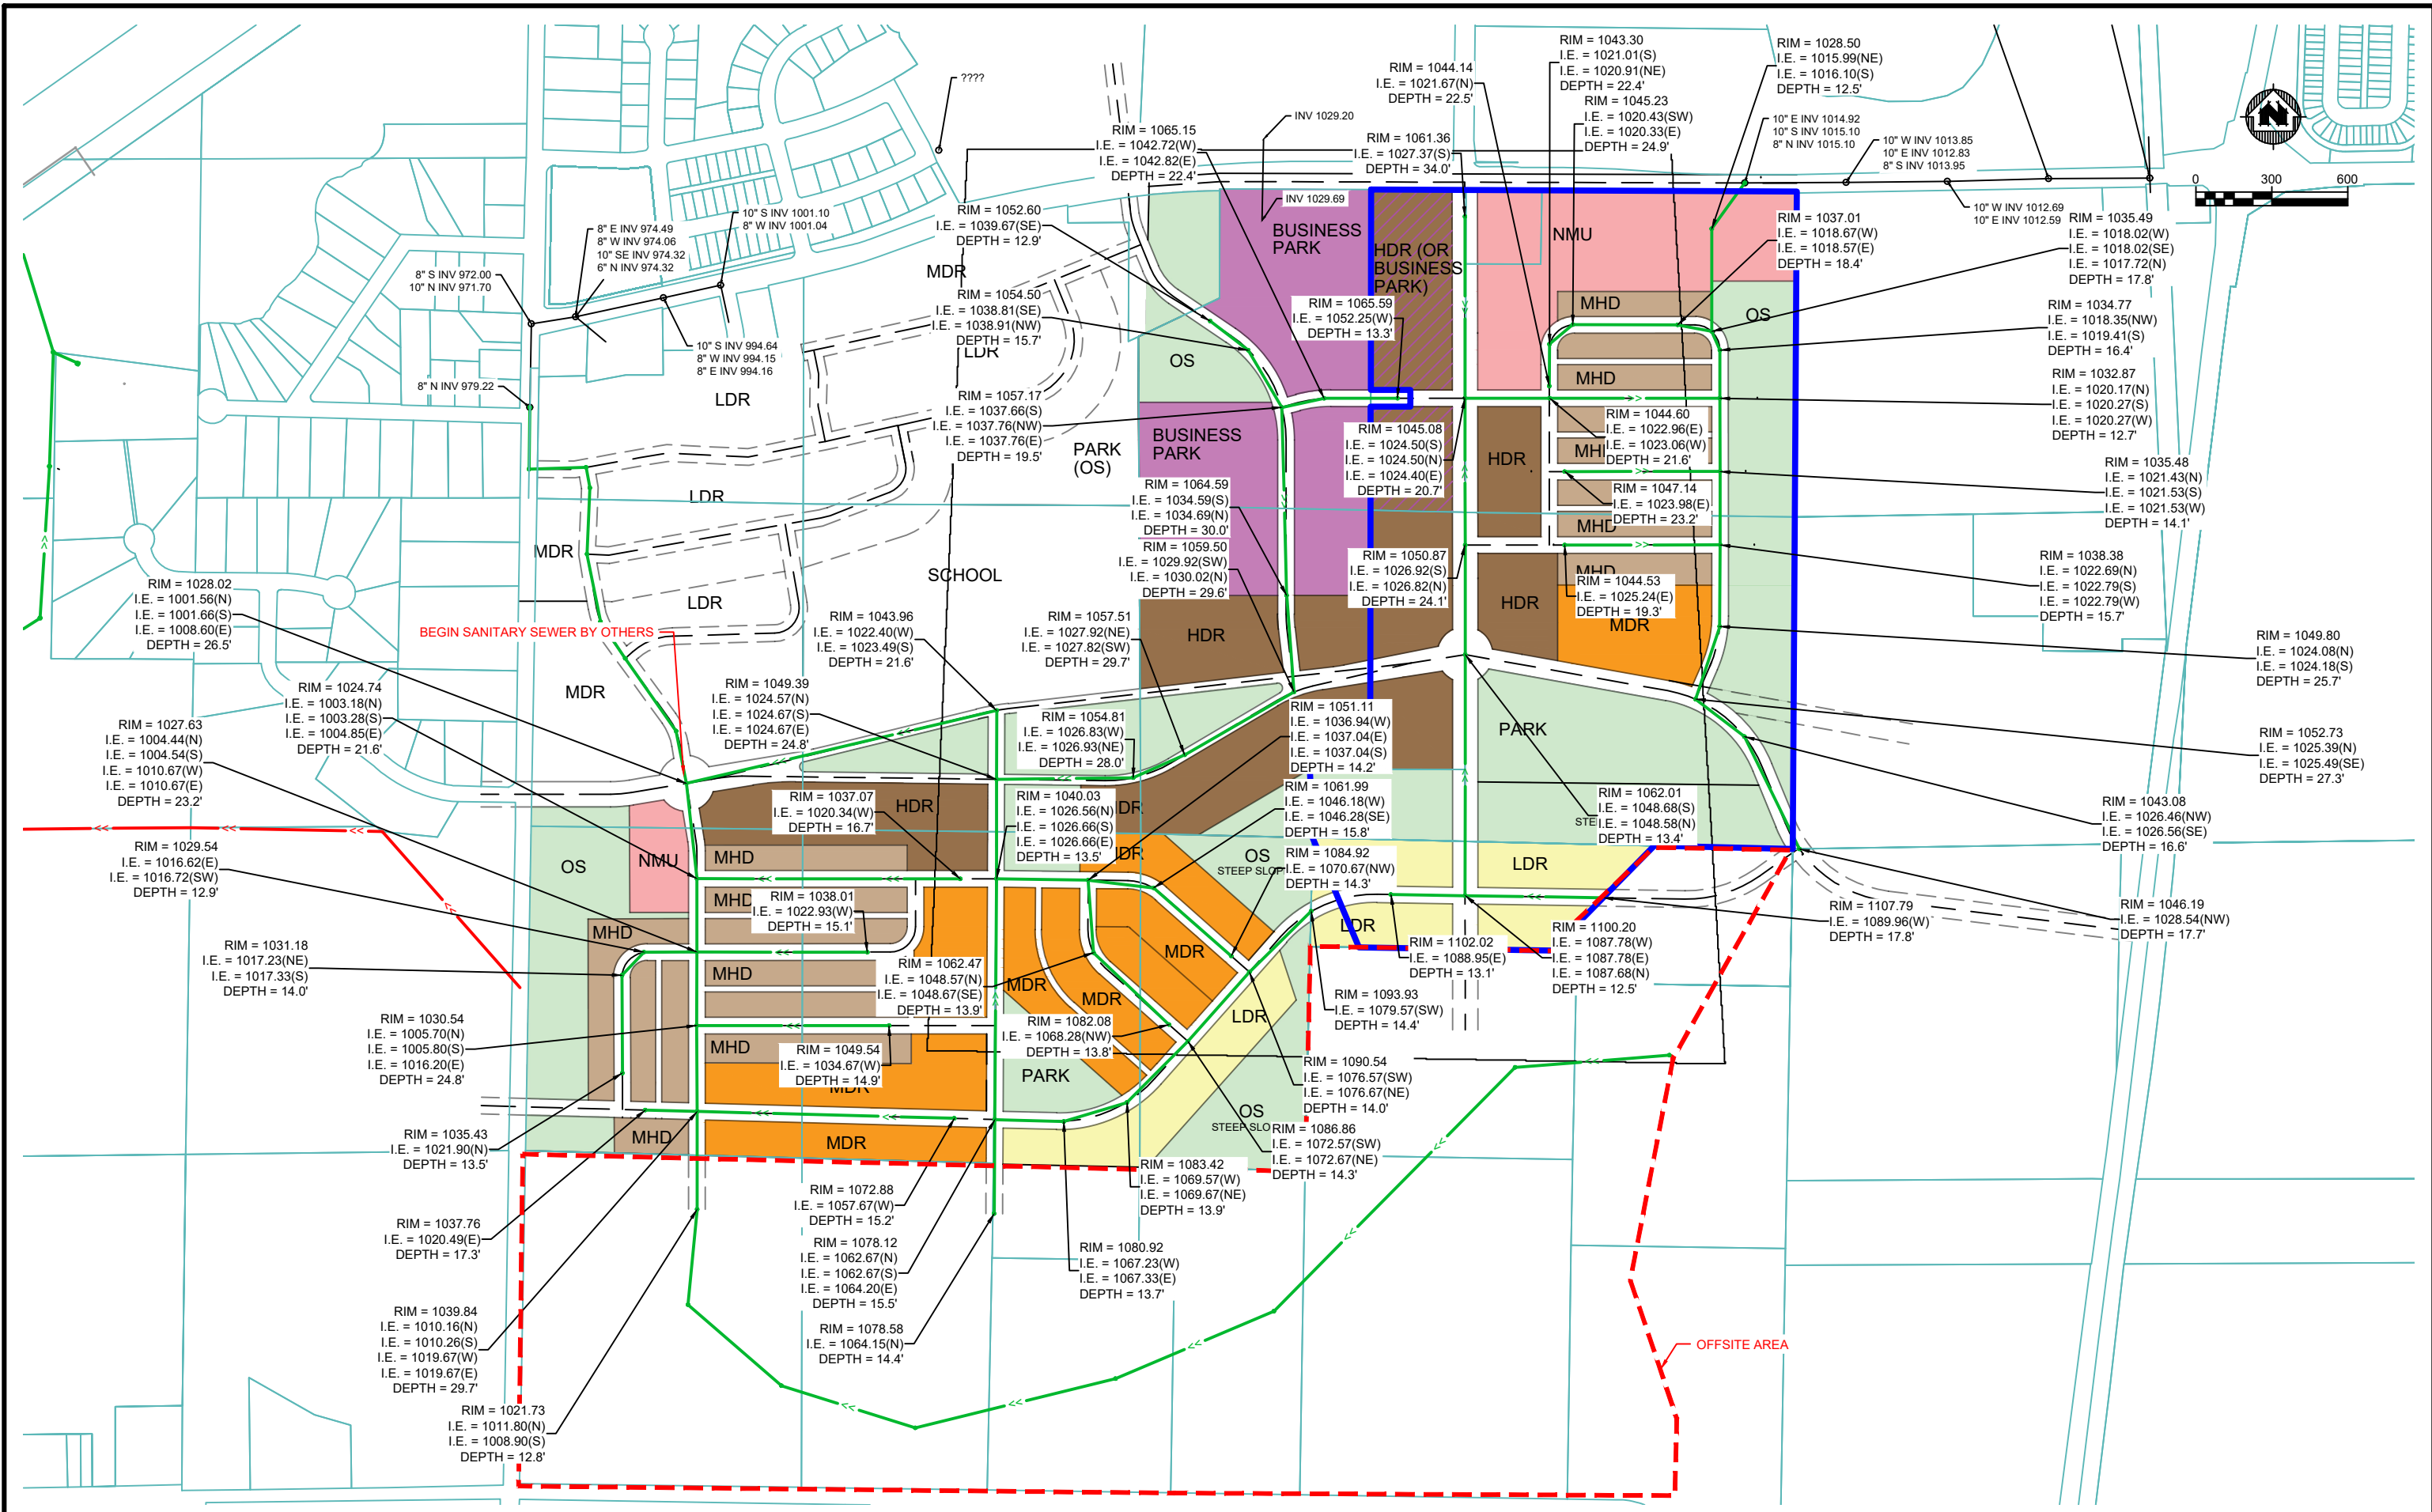 RIM = 1043.30
I.E. = 1021.01(S)
I.E. = 1020.91(NE)
DEPTH = 22.4'
RIM = 1028.50
I.E. = 1015.99(NE)
I.E. = 1016.10(S)
DEPTH = 12.5'
RIM = 1044.14
I.E. = 1021.67(N)
DEPTH = 22.5'
????
RIM = 1045.23
I.E. = 1020.43(SW)
I.E. = 1020.33(E)
DEPTH = 24.9'
INV 1029.20
RIM = 1065.15
I.E. = 1042.72(W)
I.E. = 1042.82(E)
DEPTH = 22.4'
RIM = 1061.36
I.E. = 1027.37(S)
DEPTH = 34.0'
10" E INV 1014.92
10" S INV 1015.10
8" N INV 1015.10
10" W INV 1013.85
10" E INV 1012.83
8" S INV 1013.95
N
0 300 600
INV 1029.69
10" W INV 1012.69
10" E INV 1012.59
RIM = 1052.60
I.E. = 1039.67(SE)
DEPTH = 12.9'
10" S INV 1001.10
8" W INV 1001.04
8" E INV 974.49
8" W INV 974.06
10" SE INV 974.32
6" N INV 974.32
8" S INV 972.00
10" N INV 971.70
BUSINESS
PARK
HDR (OR
BUSINESS
PARK)
NMU
RIM = 1037.01
I.E. = 1018.67(W)
I.E. = 1018.57(E)
DEPTH = 18.4'
RIM = 1035.49
I.E. = 1018.02(W)
I.E. = 1018.02(SE)
I.E. = 1017.72(N)
DEPTH = 17.8'
MDR
RIM = 1054.50
I.E. = 1038.81(SE)
I.E. = 1038.91(NW)
DEPTH = 15.7'
LDR
RIM = 1065.59
I.E. = 1052.25(W)
DEPTH = 13.3'
MHD
OS
RIM = 1034.77
I.E. = 1018.35(NW)
I.E. = 1019.41(S)
DEPTH = 16.4'
10" S INV 994.64
8" W INV 994.15
8" E INV 994.16
OS
MHD
8" N INV 979.22
LDR
RIM = 1057.17
I.E. = 1037.66(S)
I.E. = 1037.76(NW)
I.E. = 1037.76(E)
DEPTH = 19.5'
RIM = 1032.87
I.E. = 1020.17(N)
I.E. = 1020.27(S)
I.E. = 1020.27(W)
DEPTH = 12.7'
BUSINESS
PARK
PARK
(OS)
RIM = 1045.08
I.E. = 1024.50(S)
I.E. = 1024.50(N)
I.E. = 1024.40(E)
DEPTH = 20.7'
HDR
RIM = 1044.60
I.E. = 1022.96(E)
I.E. = 1023.06(W)
DEPTH = 21.6'
RIM = 1035.48
I.E. = 1021.43(N)
I.E. = 1021.53(S)
I.E. = 1021.53(W)
DEPTH = 14.1'
LDR
RIM = 1064.59
I.E. = 1034.59(S)
I.E. = 1034.69(N)
DEPTH = 30.0'
RIM = 1047.14
I.E. = 1023.98(E)
DEPTH = 23.2'
MHD
MDR
RIM = 1059.50
I.E. = 1029.92(SW)
I.E. = 1030.02(N)
DEPTH = 29.6'
RIM = 1050.87
I.E. = 1026.92(S)
I.E. = 1026.82(N)
DEPTH = 24.1'
MHD
RIM = 1044.53
I.E. = 1025.24(E)
DEPTH = 19.3'
RIM = 1038.38
I.E. = 1022.69(N)
I.E. = 1022.79(S)
I.E. = 1022.79(W)
DEPTH = 15.7'
SCHOOL
LDR
HDR
MDR
RIM = 1028.02
I.E. = 1001.56(N)
I.E. = 1001.66(S)
I.E. = 1008.60(E)
DEPTH = 26.5'
BEGIN SANITARY SEWER BY OTHERS
RIM = 1043.96
I.E. = 1022.40(W)
I.E. = 1023.49(S)
DEPTH = 21.6'
RIM = 1057.51
I.E. = 1027.92(NE)
I.E. = 1027.82(SW)
DEPTH = 29.7'
HDR
RIM = 1049.80
I.E. = 1024.08(N)
I.E. = 1024.18(S)
DEPTH = 25.7'
MDR
RIM = 1024.74
I.E. = 1003.18(N)
I.E. = 1003.28(S)
I.E. = 1004.85(E)
DEPTH = 21.6'
RIM = 1049.39
I.E. = 1024.57(N)
I.E. = 1024.67(S)
I.E. = 1024.67(E)
DEPTH = 24.8'
RIM = 1054.81
I.E. = 1026.83(W)
I.E. = 1026.93(NE)
DEPTH = 28.0'
RIM = 1051.11
I.E. = 1036.94(W)
I.E. = 1037.04(E)
I.E. = 1037.04(S)
DEPTH = 14.2'
PARK
RIM = 1052.73
I.E. = 1025.39(N)
I.E. = 1025.49(SE)
DEPTH = 27.3'
RIM = 1027.63
I.E. = 1004.44(N)
I.E. = 1004.54(S)
I.E. = 1010.67(W)
I.E. = 1010.67(E)
DEPTH = 23.2'
RIM = 1037.07
I.E. = 1020.34(W)
DEPTH = 16.7'
HDR
RIM = 1040.03
I.E. = 1026.56(N)
I.E. = 1026.66(S)
I.E. = 1026.66(E)
DEPTH = 13.5'
RIM = 1061.99
I.E. = 1046.18(W)
I.E. = 1046.28(SE)
DEPTH = 15.8'
RIM = 1062.01
I.E. = 1048.68(S)
I.E. = 1048.58(N)
DEPTH = 13.4'
RIM = 1043.08
I.E. = 1026.46(NW)
I.E. = 1026.56(SE)
DEPTH = 16.6'
RIM = 1029.54
I.E. = 1016.62(E)
I.E. = 1016.72(SW)
DEPTH = 12.9'
OS
NMU
MHD
OS
STEEP SLOP
RIM = 1084.92
I.E. = 1070.67(NW)
DEPTH = 14.3'
LDR
MHD
RIM = 1038.01
I.E. = 1022.93(W)
DEPTH = 15.1'
MHD
LDR
RIM = 1107.79
I.E. = 1089.96(W)
DEPTH = 17.8'
RIM = 1046.19
I.E. = 1028.54(NW)
DEPTH = 17.7'
RIM = 1031.18
I.E. = 1017.23(NE)
I.E. = 1017.33(S)
DEPTH = 14.0'
MHD
RIM = 1062.47
I.E. = 1048.57(N)
I.E. = 1048.67(SE)
DEPTH = 13.9'
MDR
MDR
MDR
RIM = 1102.02
I.E. = 1088.95(E)
DEPTH = 13.1'
RIM = 1100.20
I.E. = 1087.78(W)
I.E. = 1087.78(E)
I.E. = 1087.68(N)
DEPTH = 12.5'
RIM = 1093.93
I.E. = 1079.57(SW)
DEPTH = 14.4'
LDR
RIM = 1030.54
I.E. = 1005.70(N)
I.E. = 1005.80(S)
I.E. = 1016.20(E)
DEPTH = 24.8'
MHD
RIM = 1049.54
I.E. = 1034.67(W)
DEPTH = 14.9'
MDR
RIM = 1082.08
I.E. = 1068.28(NW)
DEPTH = 13.8'
PARK
RIM = 1090.54
I.E. = 1076.57(SW)
I.E. = 1076.67(NE)
DEPTH = 14.0'
OS
STEEP SLO
RIM = 1035.43
I.E. = 1021.90(N)
DEPTH = 13.5'
MHD
MDR
RIM = 1086.86
I.E. = 1072.57(SW)
I.E. = 1072.67(NE)
DEPTH = 14.3'
RIM = 1083.42
I.E. = 1069.57(W)
I.E. = 1069.67(NE)
DEPTH = 13.9'
RIM = 1072.88
I.E. = 1057.67(W)
DEPTH = 15.2'
RIM = 1037.76
I.E. = 1020.49(E)
DEPTH = 17.3'
RIM = 1078.12
I.E. = 1062.67(N)
I.E. = 1062.67(S)
I.E. = 1064.20(E)
DEPTH = 15.5'
RIM = 1080.92
I.E. = 1067.23(W)
I.E. = 1067.33(E)
DEPTH = 13.7'
RIM = 1039.84
I.E. = 1010.16(N)
I.E. = 1010.26(S)
I.E. = 1019.67(W)
I.E. = 1019.67(E)
DEPTH = 29.7'
RIM = 1078.58
I.E. = 1064.15(N)
DEPTH = 14.4'
OFFSITE AREA
RIM = 1021.73
I.E. = 1011.80(N)
I.E. = 1008.90(S)
DEPTH = 12.8'